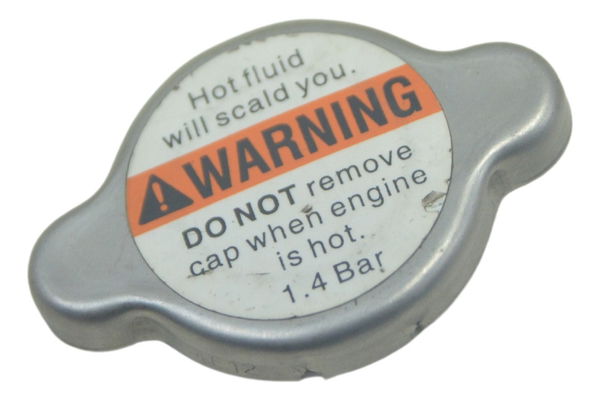 Hot fluid
will scald you.
WARNING
DO NOT remove
cap when engine
is hot.
1.4 Bar